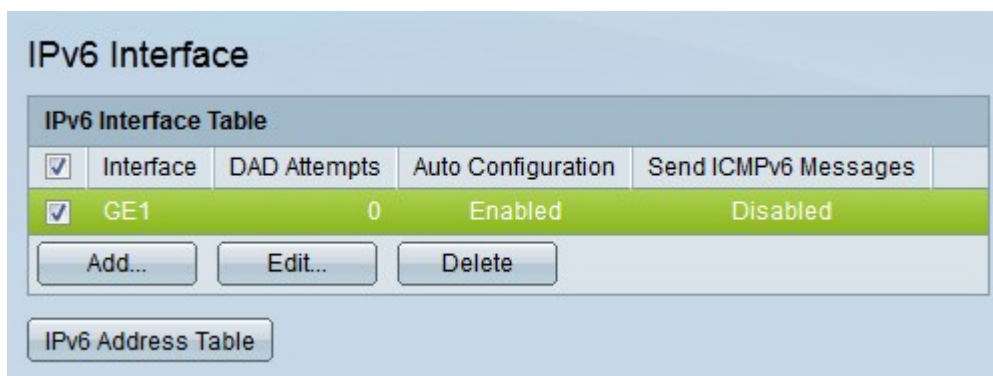 IPv6 Interface
IPv6 Interface Table
Interface DAD Attempts Auto Configuration Send ICMPv6 Messages
GE1 0 Enabled Disabled
Add... Edit... Delete
IPv6 Address Table